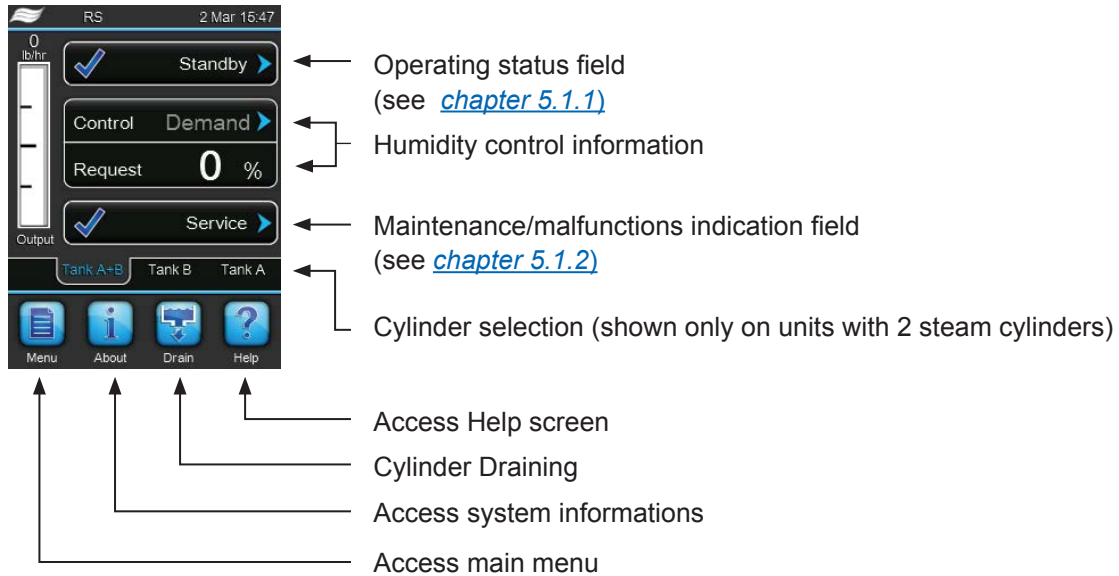 RS 2 Mar 15:47
0
lb/hr
Standby
Control Demand
Request 0 %
Service
Output
Tank A+B Tank B Tank A
Menu About Drain Help
Operating status field
(see chapter 5.1.1)
Humidity control information
Maintenance/malfunctions indication field
(see chapter 5.1.2)
Cylinder selection (shown only on units with 2 steam cylinders)
Access Help screen
Cylinder Draining
Access system informations
Access main menu